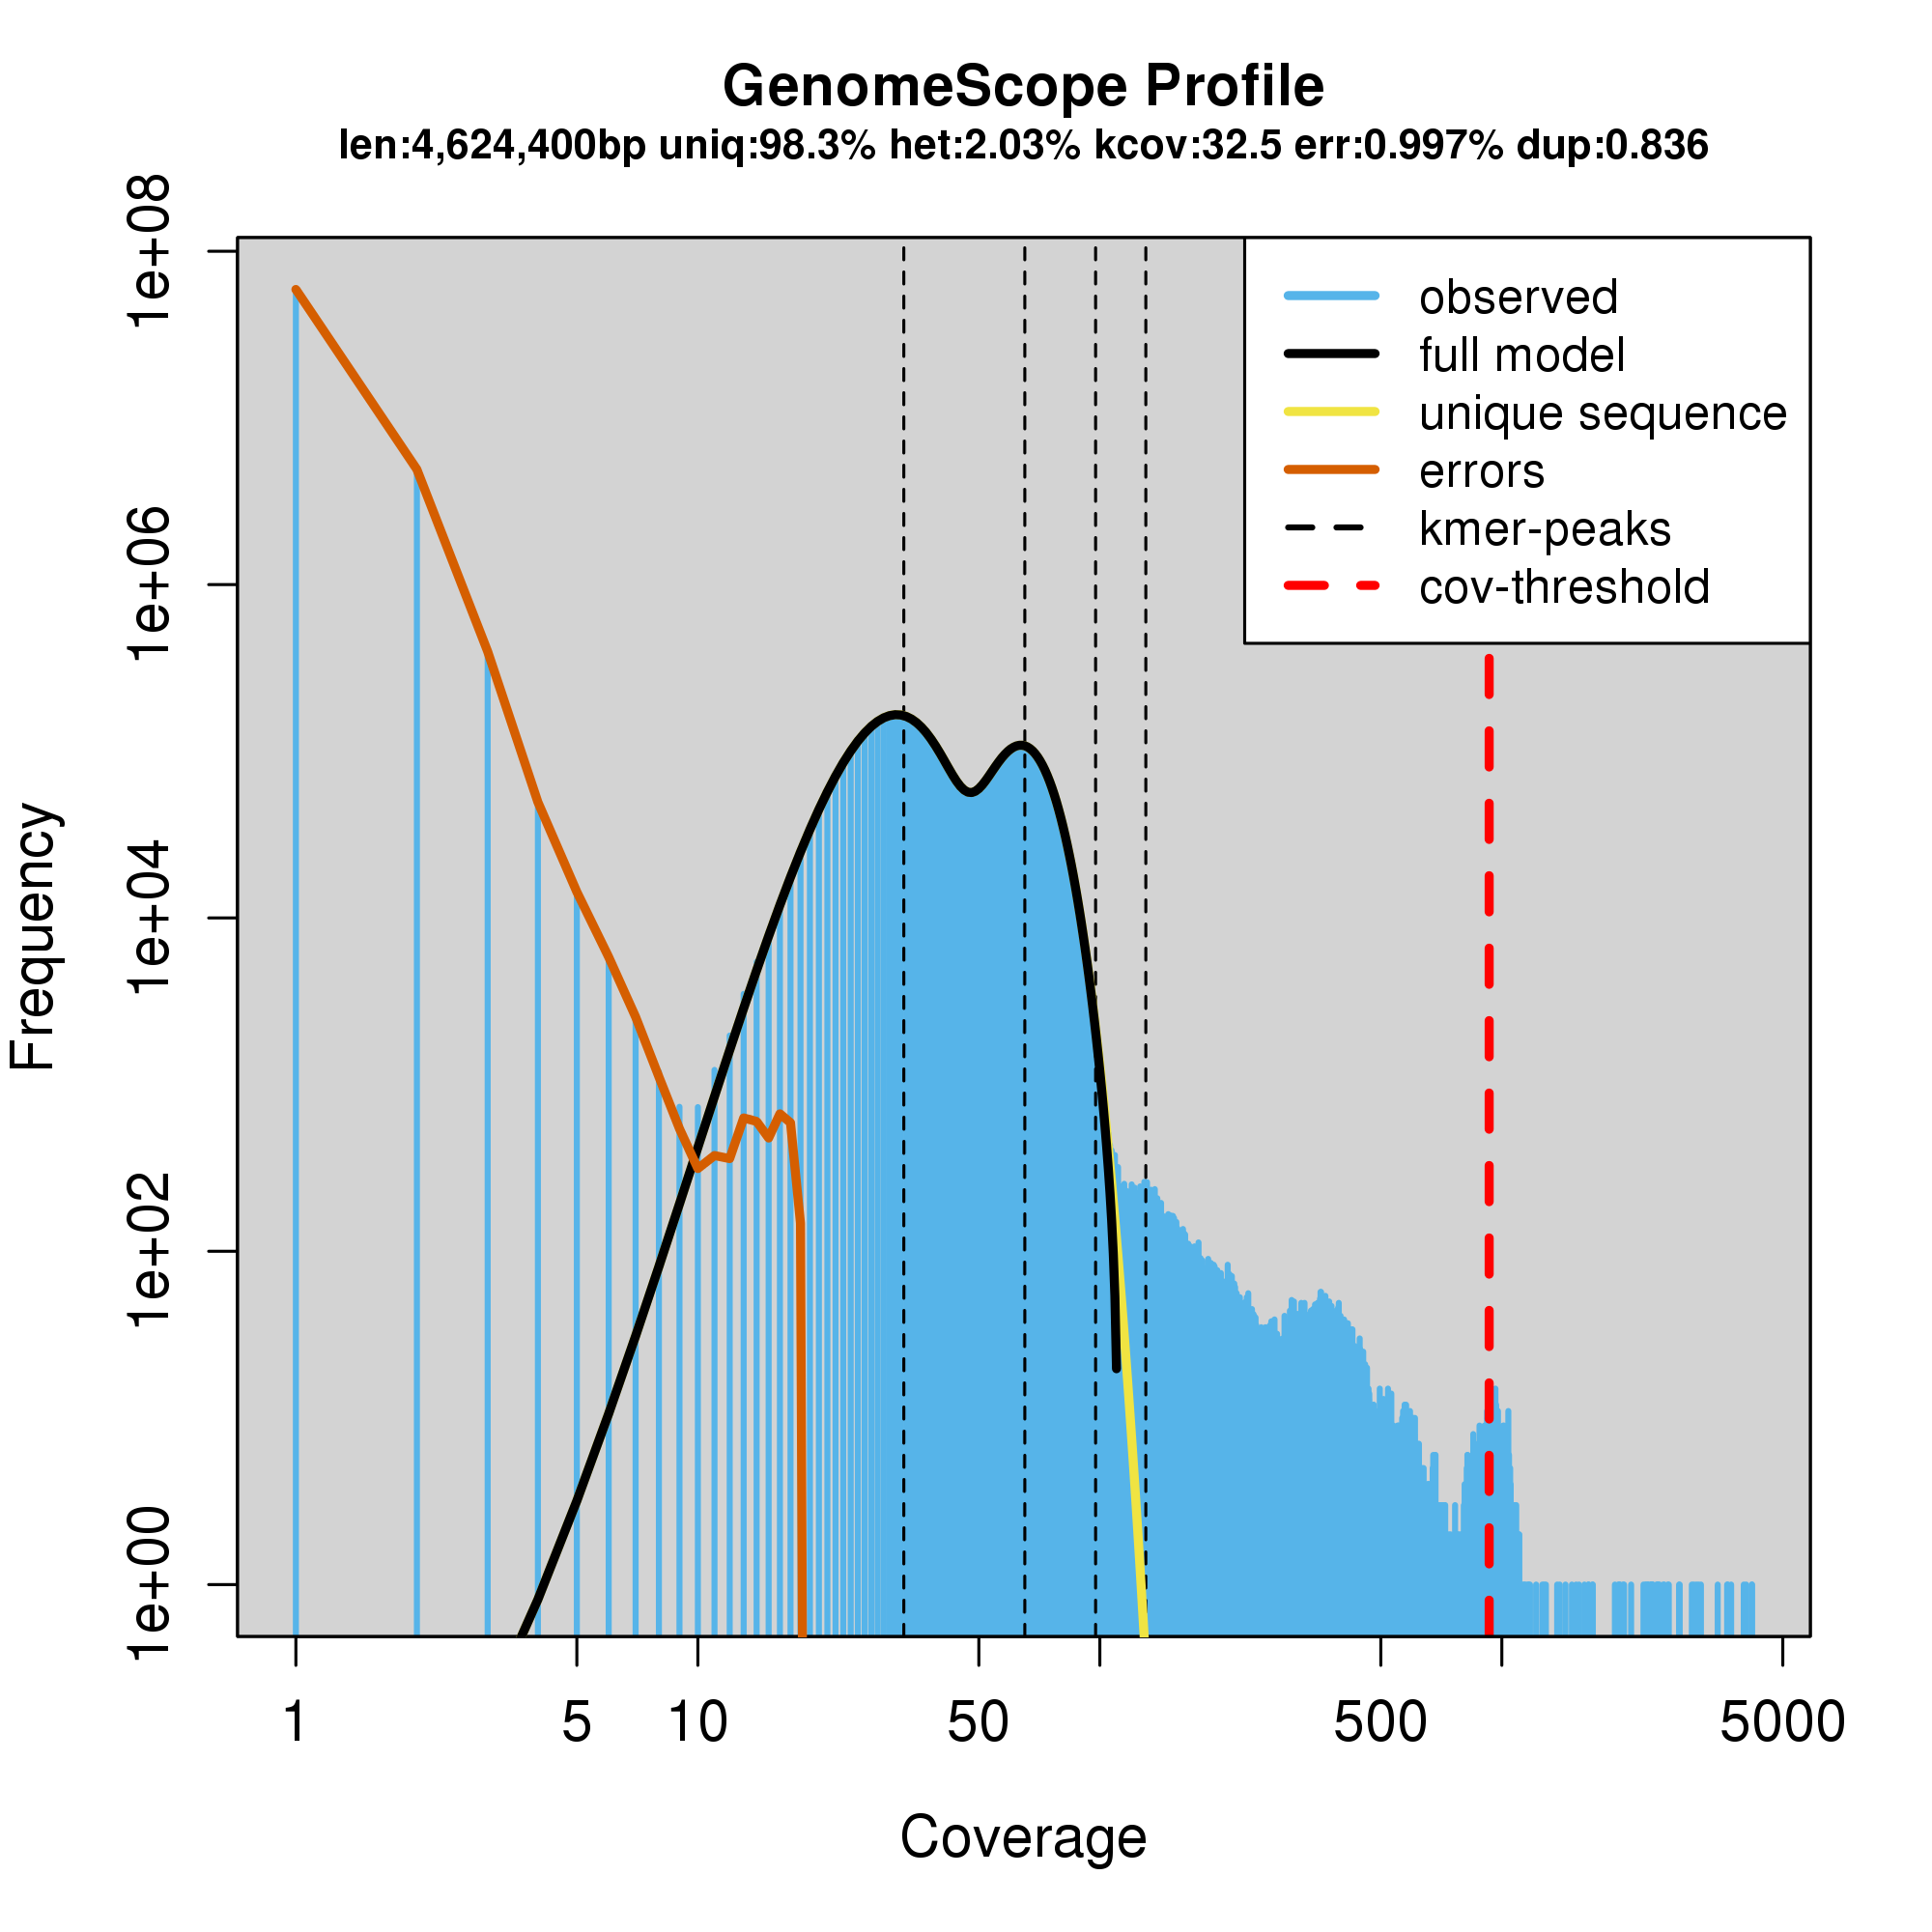 GenomeScope Profile
len:4,624,400bp uniq:98.3% het:2.03% kcov:32.5 err:0.997% dup:0.836
1e+08
1e+06
1e+04
1e+02
1e+00
Frequency
observed
full model
unique sequence
errors
kmer-peaks
cov-threshold
1 5 10 50 500 5000
Coverage